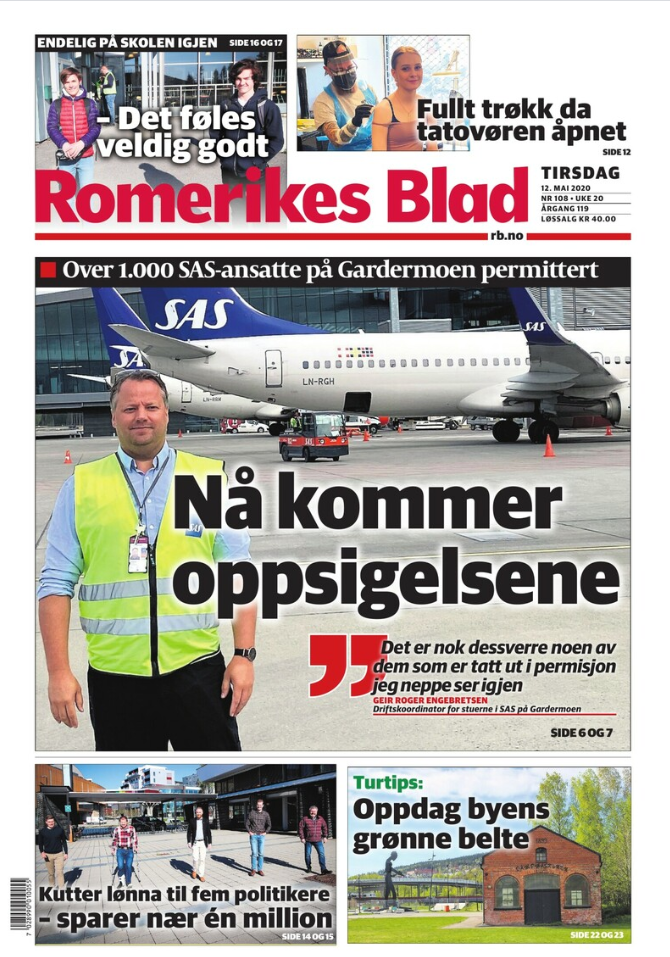 ENDELIG PÅ SKOLEN IGJEN SIDE 16 OG 17
– Det føles
veldig godt
Fullt trøkk da
tatovøren åpnet
SIDE 12
Romerikes Blad
TIRSDAG
12. MAI 2020
NR 108 • UKE 20
ÅRGANG 119
LØSSALG KR 40.00
rb.no
Over 1.000 SAS-ansatte på Gardermoen permittert
SAS
SAS
SAS
LN-RGH
Nå kommer
oppsigelsene
Det er nok dessverre noen av
dem som er tatt ut i permisjon
jeg neppe ser igjen
GEIR ROGER ENGEBRETSEN
Driftskoordinator for stuerne i SAS på Gardermoen
SIDE 6 OG 7
Kutter lønna til fem politikere
– sparer nær én million
SIDE 14 OG 15
Turtips:
Oppdag byens
grønne belte
SIDE 22 OG 23
7 028990 010055